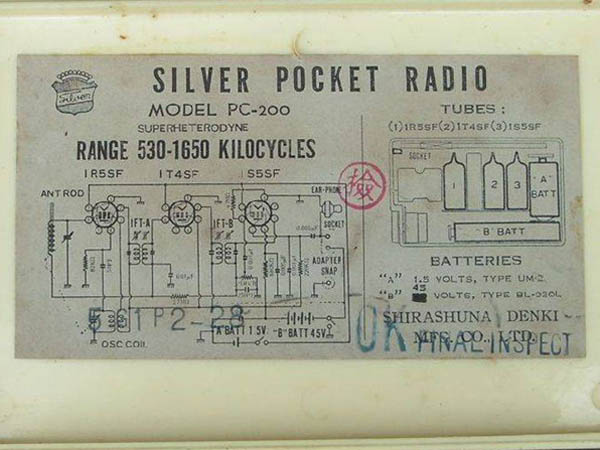 Silver
SILVER POCKET RADIO
MODEL PC-200
SUPERHETERODYNE
RANGE 530-1650 KILOCYCLES
1R5SF 1T4SF 1S5SF
ANT ROD
IFT-A
IFT-B
EAR-PHONE
SOCKET
ADAPTER
SNAP
OSC COIL
"A" BATT 1.5V
"B" BATT 45V
TUBES:
(1)1R5SF(2)1T4SF(3)1S5SF
SOCKET
1 2 3 "A"
BATT
"B" BATT
検
BATTERIES
"A" 1.5 VOLTS, TYPE UM-2
"B" 45 VOLTS, TYPE BL-020L
SHIRASHUNA DENKI
MFG. CO., LTD.
OK FINAL INSPECT